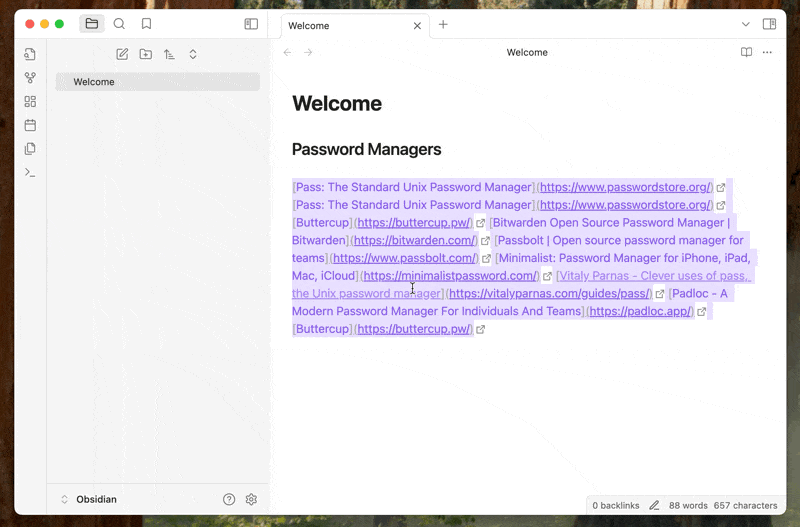 Welcome
Welcome
Welcome
Welcome
Password Managers
[Pass: The Standard Unix Password Manager](https://www.passwordstore.org/)
[Pass: The Standard Unix Password Manager](https://www.passwordstore.org/)
[Buttercup](https://buttercup.pw/) [Bitwarden Open Source Password Manager |
Bitwarden](https://bitwarden.com/) [Passbolt | Open source password manager for
teams](https://www.passbolt.com/) [Minimalist: Password Manager for iPhone, iPad,
Mac, iCloud](https://minimalistpassword.com/) [Vitaly Parnas - Clever uses of pass,
the Unix password manager](https://vitalyparnas.com/guides/pass/) [Padloc - A
Modern Password Manager For Individuals And Teams](https://padloc.app/)
[Buttercup](https://buttercup.pw/)
Obsidian
0 backlinks 88 words 657 characters